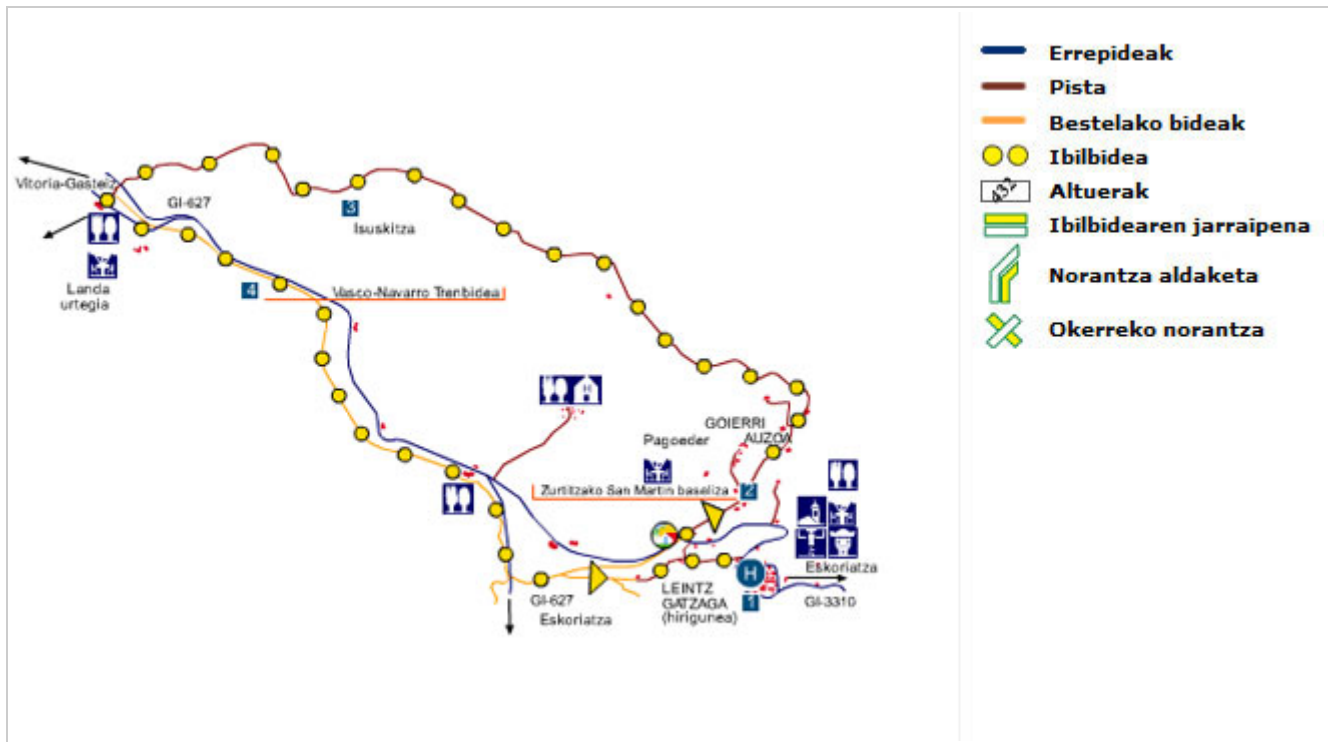 Vitoria-Gasteiz
GI-627
3
Isuskitza
Landa
urtegia
4
Vasco-Navarro Trenbidea
GOIERRI
AUZOA
Pagoeder
Zurtitzako San Martin baseliza
2
Eskoriatza
H
1
GI-3310
LEINTZ
GATZAGA
(hirigunea)
GI-627
Eskoriatza
Errepideak
Pista
Bestelako bideak
Ibilbidea
Altuerak
Ibilbidearen jarraipena
Norantza aldaketa
Okerreko norantza